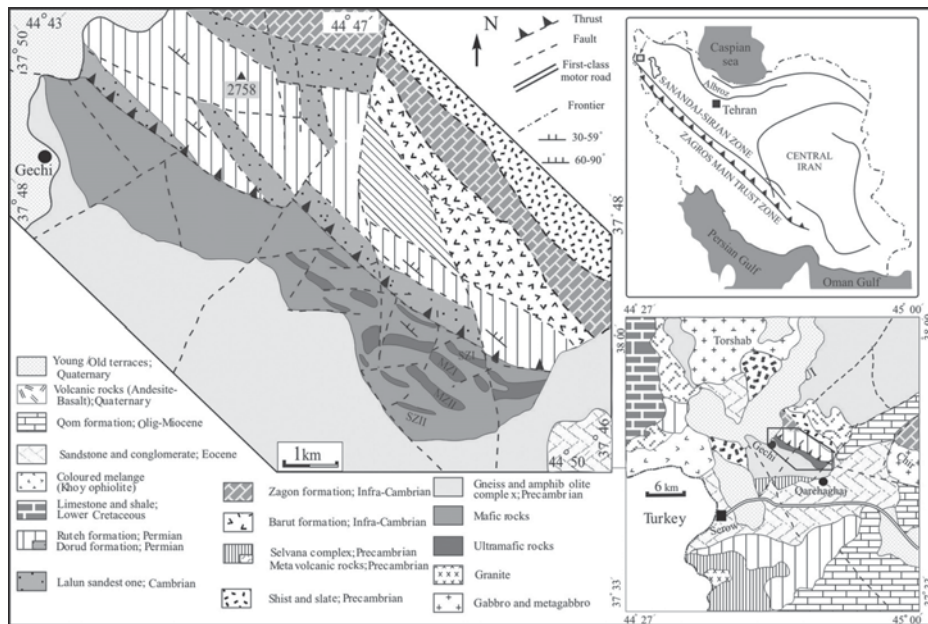 44°43
44°47
37°50
2758
Gechi
37°48
37°48
SZI
MZI
MZII
SZII
37°46
44°50
1km
N
Thrust
Fault
First-class
motor road
Frontier
30-59°
60-90°
Caspian
sea
Albroz
Tehran
SANANDAJ-SIRJAN ZONE
ZAGROS MAIN TRUST ZONE
CENTRAL
IRAN
Persian Gulf
Oman Gulf
44°27
45°00
38°00
38°00
Torshab
Gechi
Chir
Qarehaghaj
6 km
Turkey
Serow
37°33
37°33
44°27
45°00
Young /Old terraces;
Quaternary
Volcanic rocks (Andesite-
Basalt); Quaternary
Qom formation; Olig-Miocene
Sandstone and conglomerate; Eocene
Coloured melange
(Khoy ophiolite)
Limestone and shale;
Lower Cretaceous
Ruteh formation; Permian
Dorud formation; Permian
Lalun sandest one; Cambrian
Zagon formation; Infra-Cambrian
Barut formation; Infra-Cambrian
Selvana complex; Precambrian
Meta volcanic rocks; Precambrian
Shist and slate; Precambrian
Gneiss and amphib olite
comple x; Precambrian
Mafic rocks
Ultramafic rocks
Granite
Gabbro and metagabbro